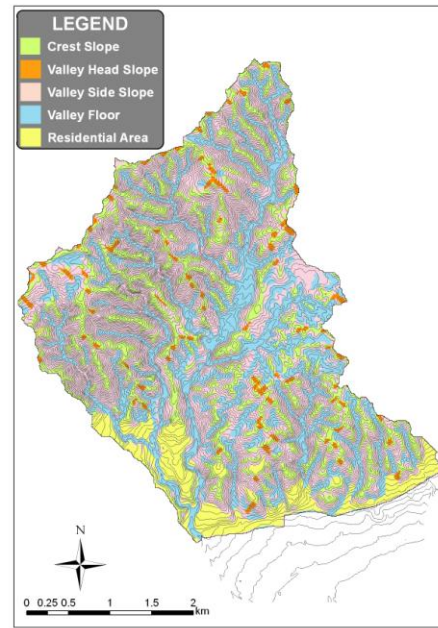 LEGEND
Crest Slope
Valley Head Slope
Valley Side Slope
Valley Floor
Residential Area
N
0 0.25 0.5 1 1.5 2
km